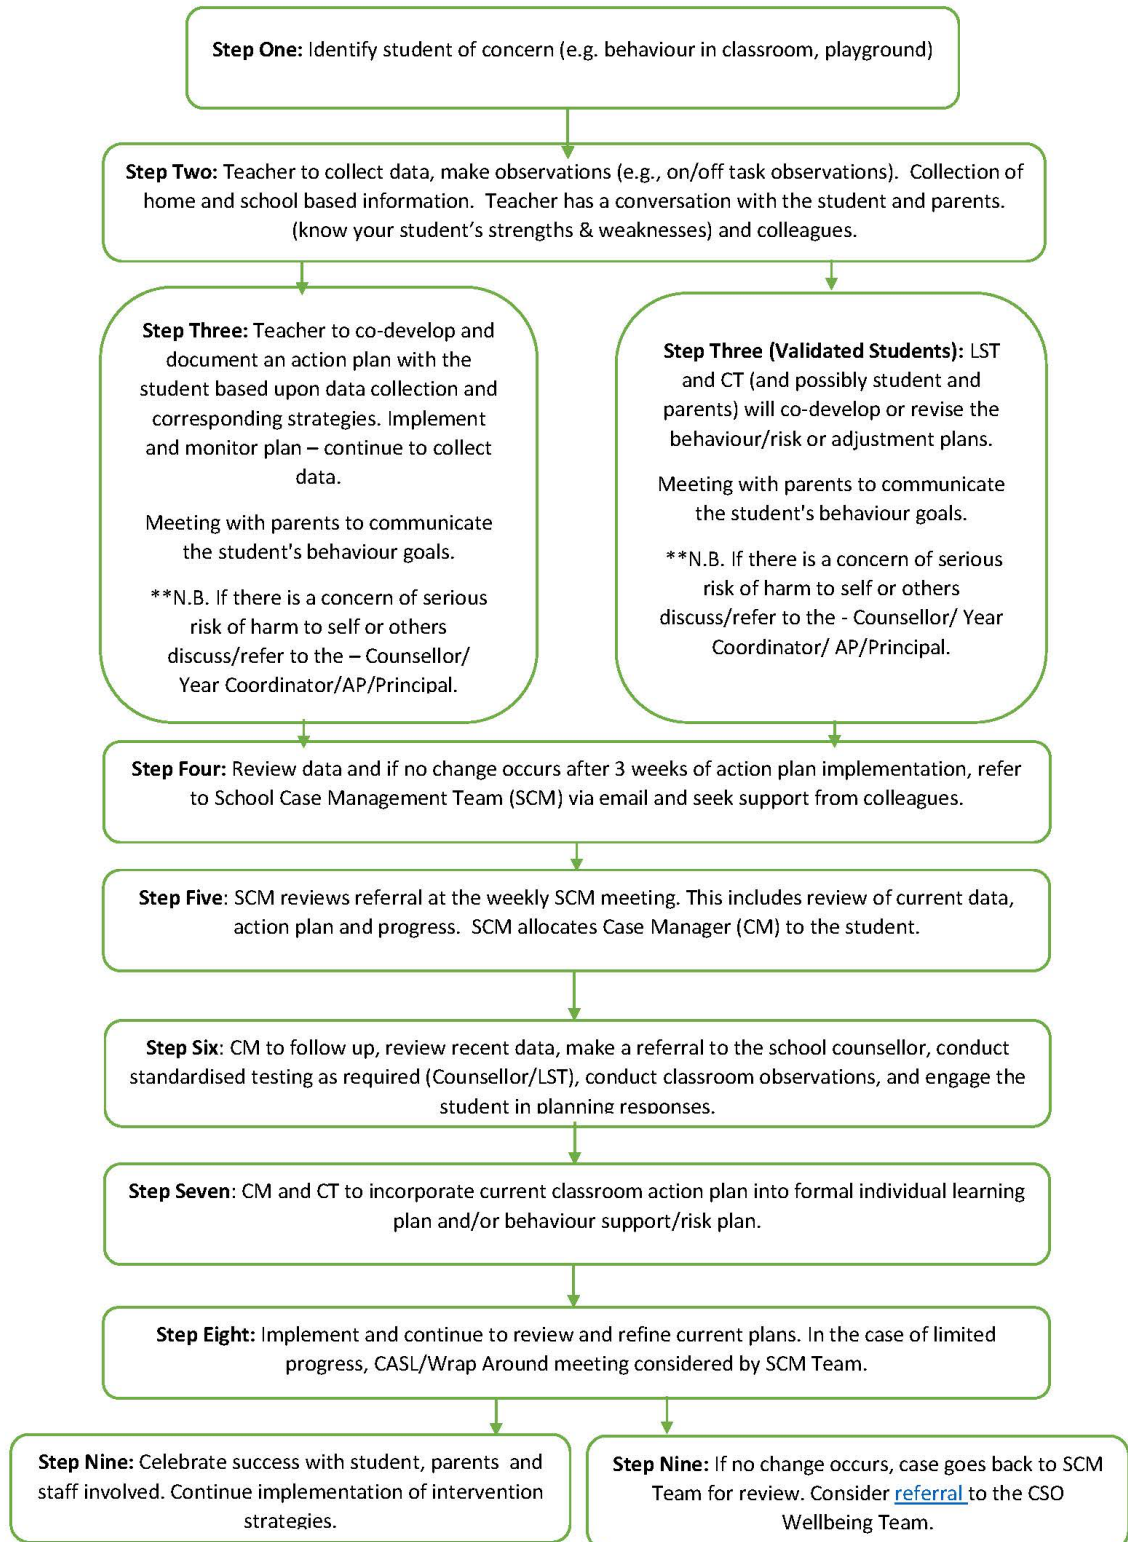 Step One: Identify student of concern (e.g. behaviour in classroom, playground)
Step Two: Teacher to collect data, make observations (e.g., on/off task observations).  Collection of
home and school based information.  Teacher has a conversation with the student and parents.
(know your student’s strengths & weaknesses) and colleagues.
Step Three: Teacher to co-develop and
document an action plan with the
student based upon data collection and
corresponding strategies. Implement
and monitor plan – continue to collect
data.
Meeting with parents to communicate
the student's behaviour goals.
**N.B. If there is a concern of serious
risk of harm to self or others
discuss/refer to the – Counsellor/
Year Coordinator/AP/Principal.
Step Three (Validated Students): LST
and CT (and possibly student and
parents) will co-develop or revise the
behaviour/risk or adjustment plans.
Meeting with parents to communicate
the student's behaviour goals.
**N.B. If there is a concern of serious
risk of harm to self or others
discuss/refer to the - Counsellor/ Year
Coordinator/ AP/Principal.
Step Four: Review data and if no change occurs after 3 weeks of action plan implementation, refer
to School Case Management Team (SCM) via email and seek support from colleagues.
Step Five: SCM reviews referral at the weekly SCM meeting. This includes review of current data,
action plan and progress.  SCM allocates Case Manager (CM) to the student.
Step Six: CM to follow up, review recent data, make a referral to the school counsellor, conduct
standardised testing as required (Counsellor/LST), conduct classroom observations, and engage the
student in planning responses.
Step Seven: CM and CT to incorporate current classroom action plan into formal individual learning
plan and/or behaviour support/risk plan.
Step Eight: Implement and continue to review and refine current plans. In the case of limited
progress, CASL/Wrap Around meeting considered by SCM Team.
Step Nine: Celebrate success with student, parents  and
staff involved. Continue implementation of intervention
strategies.
Step Nine: If no change occurs, case goes back to SCM
Team for review. Consider referral to the CSO
Wellbeing Team.